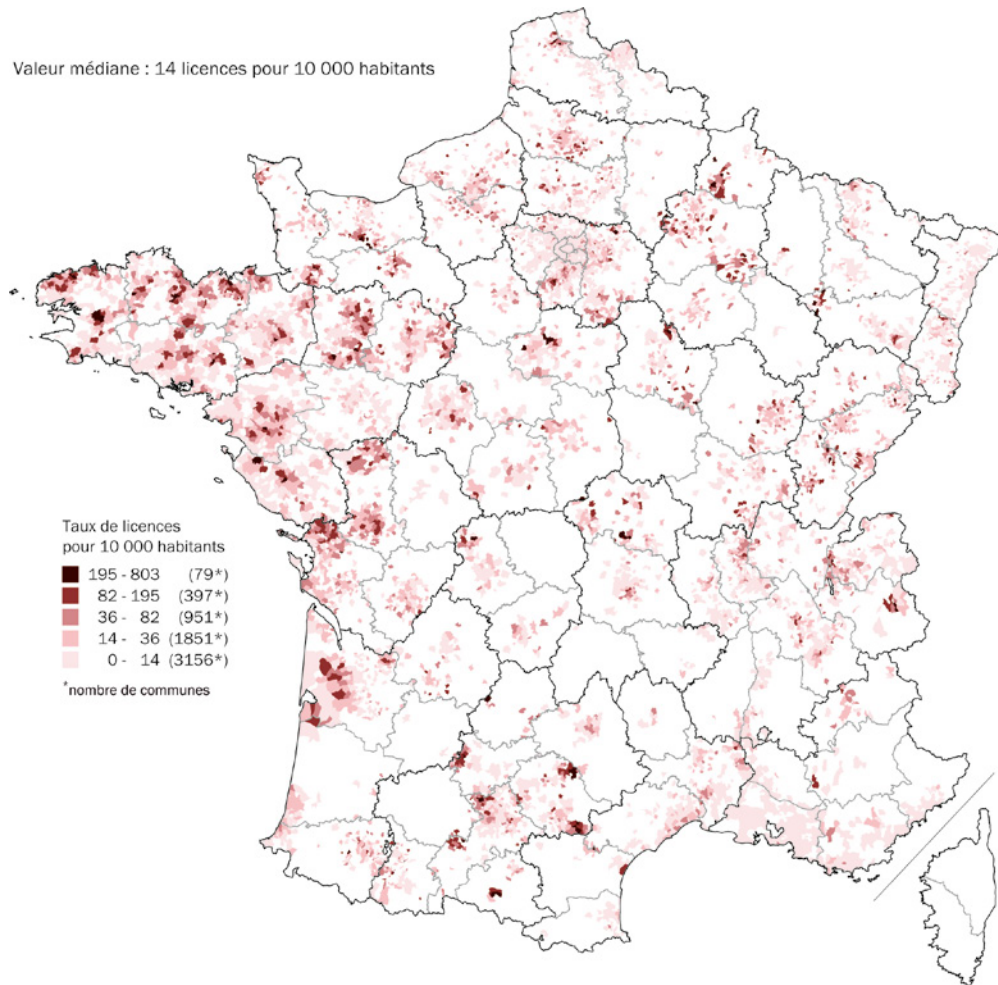 Valeur médiane : 14 licences pour 10 000 habitants
Taux de licences
pour 10 000 habitants
195 - 803 (79*)
82 - 195 (397*)
36 - 82 (951*)
14 - 36 (1851*)
0 - 14 (3156*)
*nombre de communes